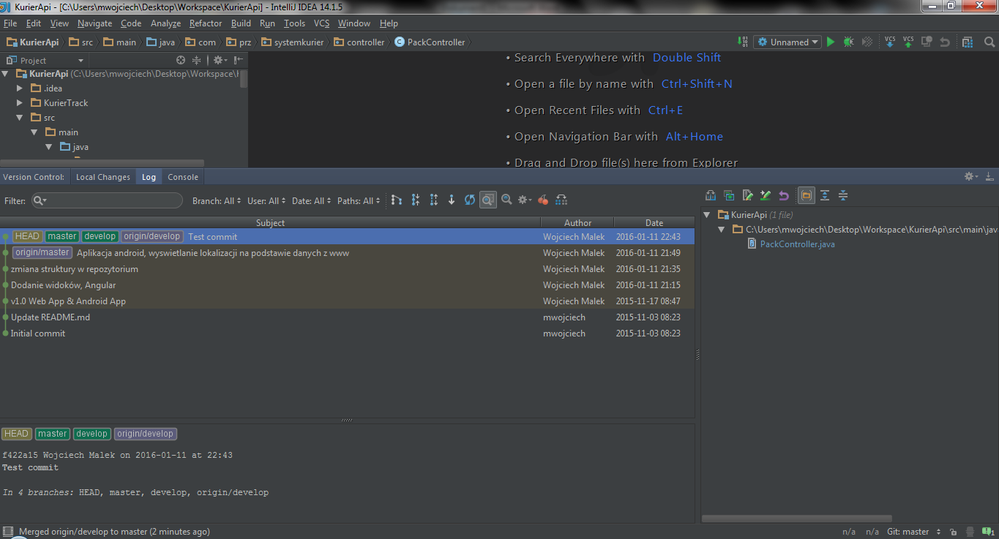 KurierApi - [C:\Users\mwojciech\Desktop\Workspace\KurierApi] - IntelliJ IDEA 14.1.5
File Edit View Navigate Code Analyze Refactor Build Run Tools VCS Window Help
KurierApi src main java com prz systemkurier controller PackController Unnamed VCS VCS
Project
KurierApi (C:\Users\mwojciech\Desktop\Workspace\
.idea
KurierTrack
src
main
java
• Search Everywhere with Double Shift
• Open a file by name with Ctrl+Shift+N
• Open Recent Files with Ctrl+E
• Open Navigation Bar with Alt+Home
• Drag and Drop file(s) here from Explorer
Version Control: Local Changes Log Console
Filter: Branch: All User: All Date: All Paths: All
Subject Author Date
HEAD master develop origin/develop Test commit Wojciech Malek 2016-01-11 22:43
origin/master Aplikacja android, wyswietlanie lokalizacji na podstawie danych z www Wojciech Malek 2016-01-11 21:49
zmiana struktury w repozytorium Wojciech Malek 2016-01-11 21:35
Dodanie widoków, Angular Wojciech Malek 2016-01-11 21:15
v1.0 Web App & Android App Wojciech Malek 2015-11-17 08:47
Update README.md mwojciech 2015-11-03 08:23
Initial commit mwojciech 2015-11-03 08:23
KurierApi (1 file)
C:\Users\mwojciech\Desktop\Workspace\KurierApi\src\main\jav
PackController.java
HEAD master develop origin/develop
f422a15 Wojciech Malek on 2016-01-11 at 22:43
Test commit
In 4 branches: HEAD, master, develop, origin/develop
Merged origin/develop to master (2 minutes ago) n/a n/a Git: master 1